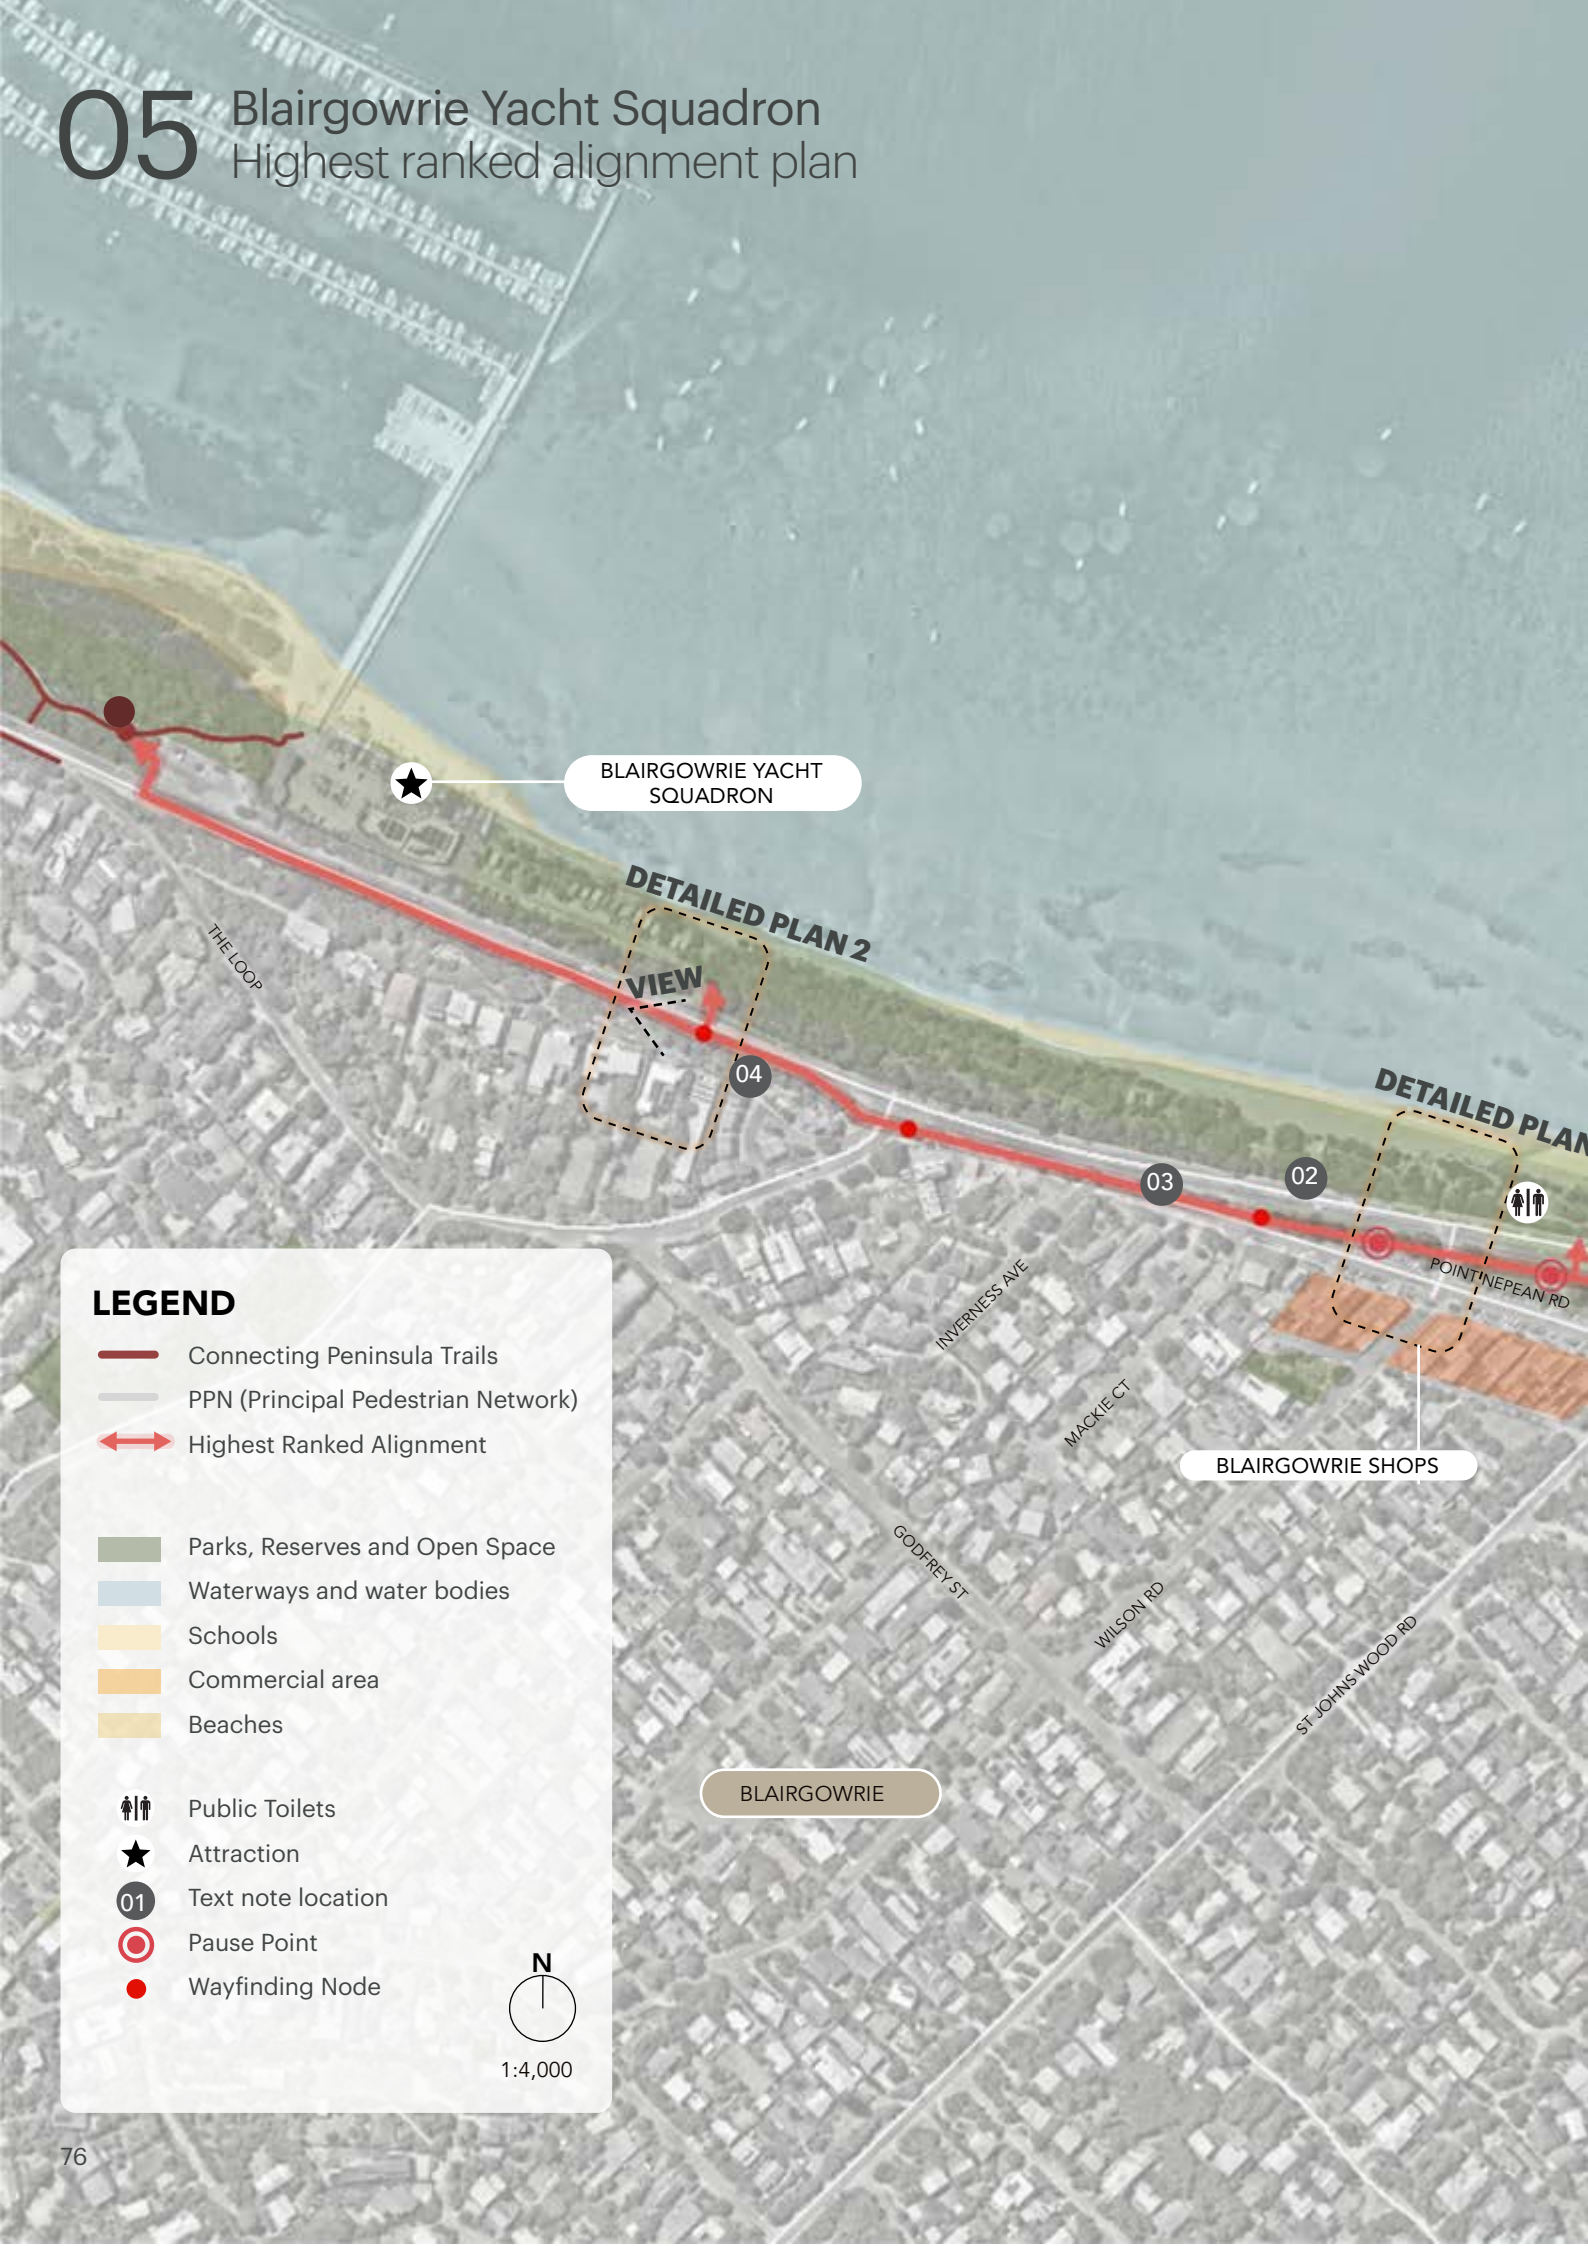 05
Blairgowrie Yacht Squadron
Highest ranked alignment plan
BLAIRGOWRIE YACHT
SQUADRON
DETAILED PLAN 2
VIEW
THE LOOP
04
DETAILED PLAN
03
02
POINT NEPEAN RD
INVERNESS AVE
MACKIE CT
BLAIRGOWRIE SHOPS
GODFREY ST
WILSON RD
ST JOHNS WOOD RD
BLAIRGOWRIE
LEGEND
Connecting Peninsula Trails
PPN (Principal Pedestrian Network)
Highest Ranked Alignment
Parks, Reserves and Open Space
Waterways and water bodies
Schools
Commercial area
Beaches
Public Toilets
Attraction
01 Text note location
Pause Point
Wayfinding Node
N
1:4,000
76